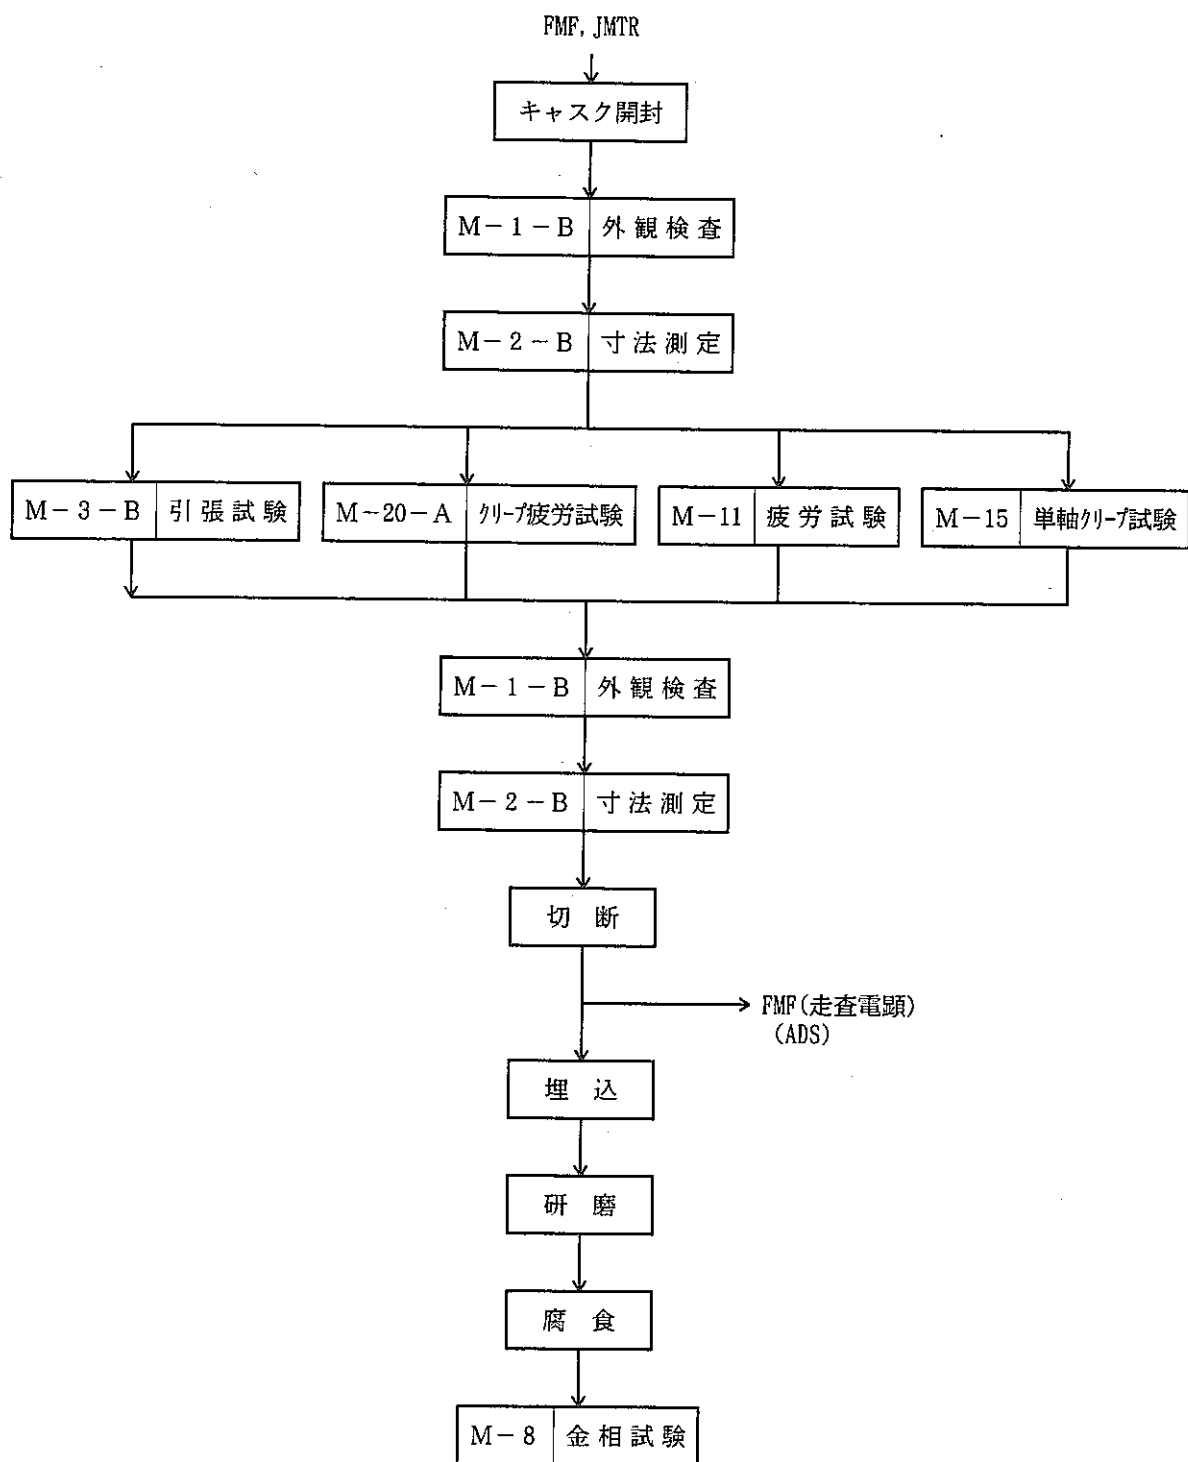 FMF, JMTR
キャスク開封
M-1-B 外観検査
M-2-B 寸法測定
M-3-B 引張試験
M-20-A クリープ疲労試験
M-11 疲労試験
M-15 単軸クリープ試験
M-1-B 外観検査
M-2-B 寸法測定
切断
FMF(走査電顕)
(ADS)
埋込
研磨
腐食
M-8 金相試験